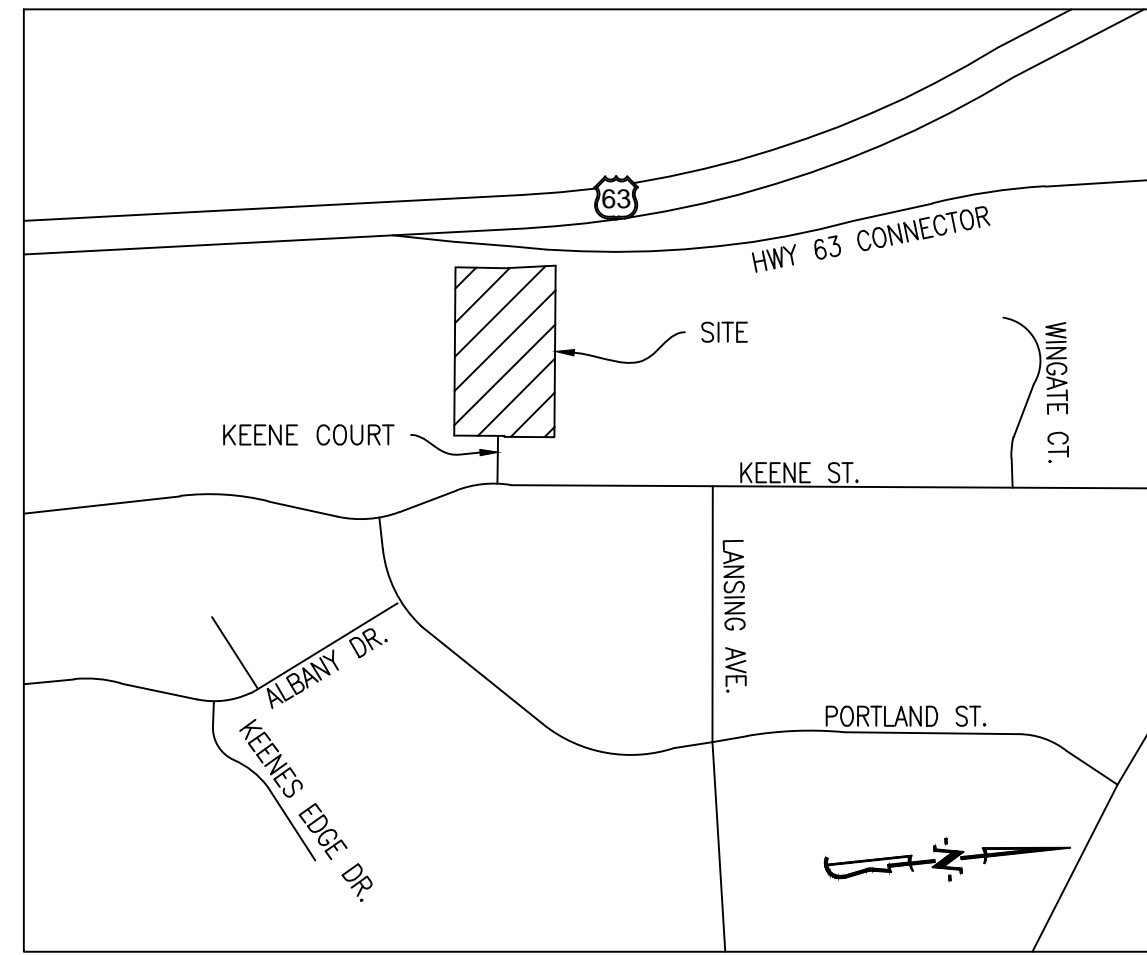 63
HWY 63 CONNECTOR
SITE
WINGATE CT.
KEENE COURT
KEENE ST.
LANSING AVE.
ALBANY DR.
PORTLAND ST.
KEENES EDGE DR.
N